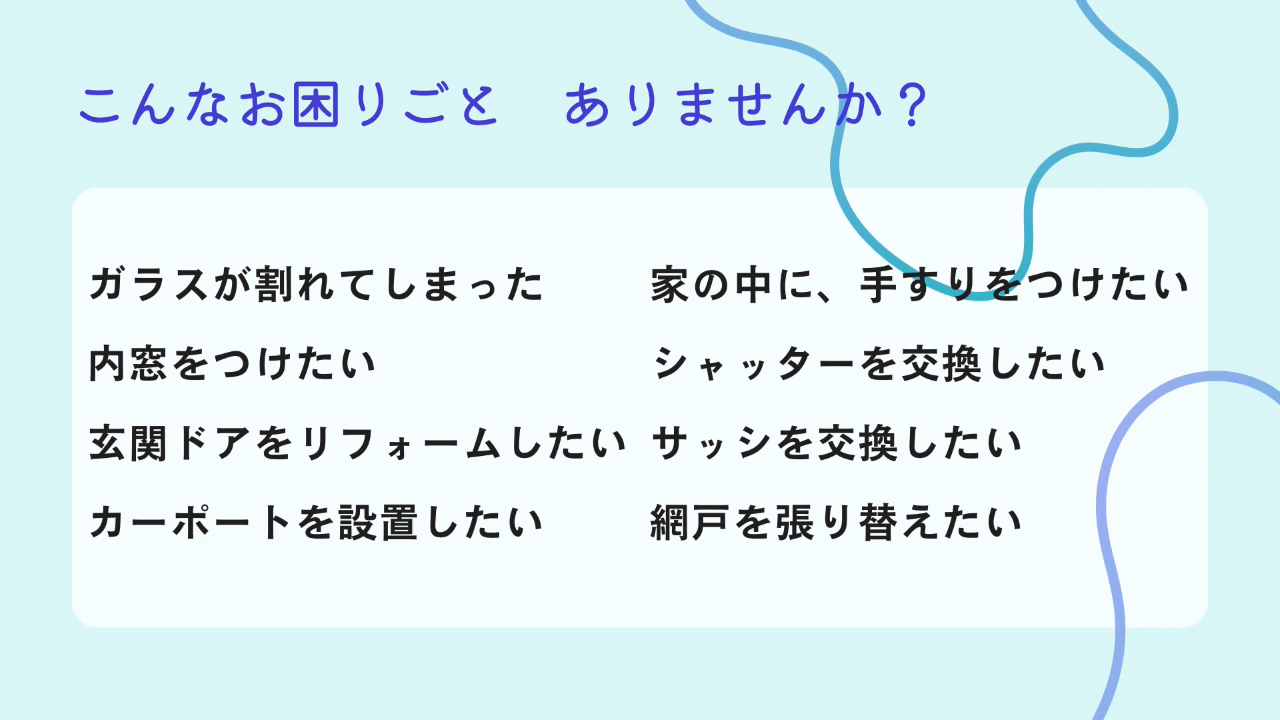 こんなお困りごと　ありませんか？
ガラスが割れてしまった
内窓をつけたい
玄関ドアをリフォームしたい
カーポートを設置したい
家の中に、手すりをつけたい
シャッターを交換したい
サッシを交換したい
網戸を張り替えたい